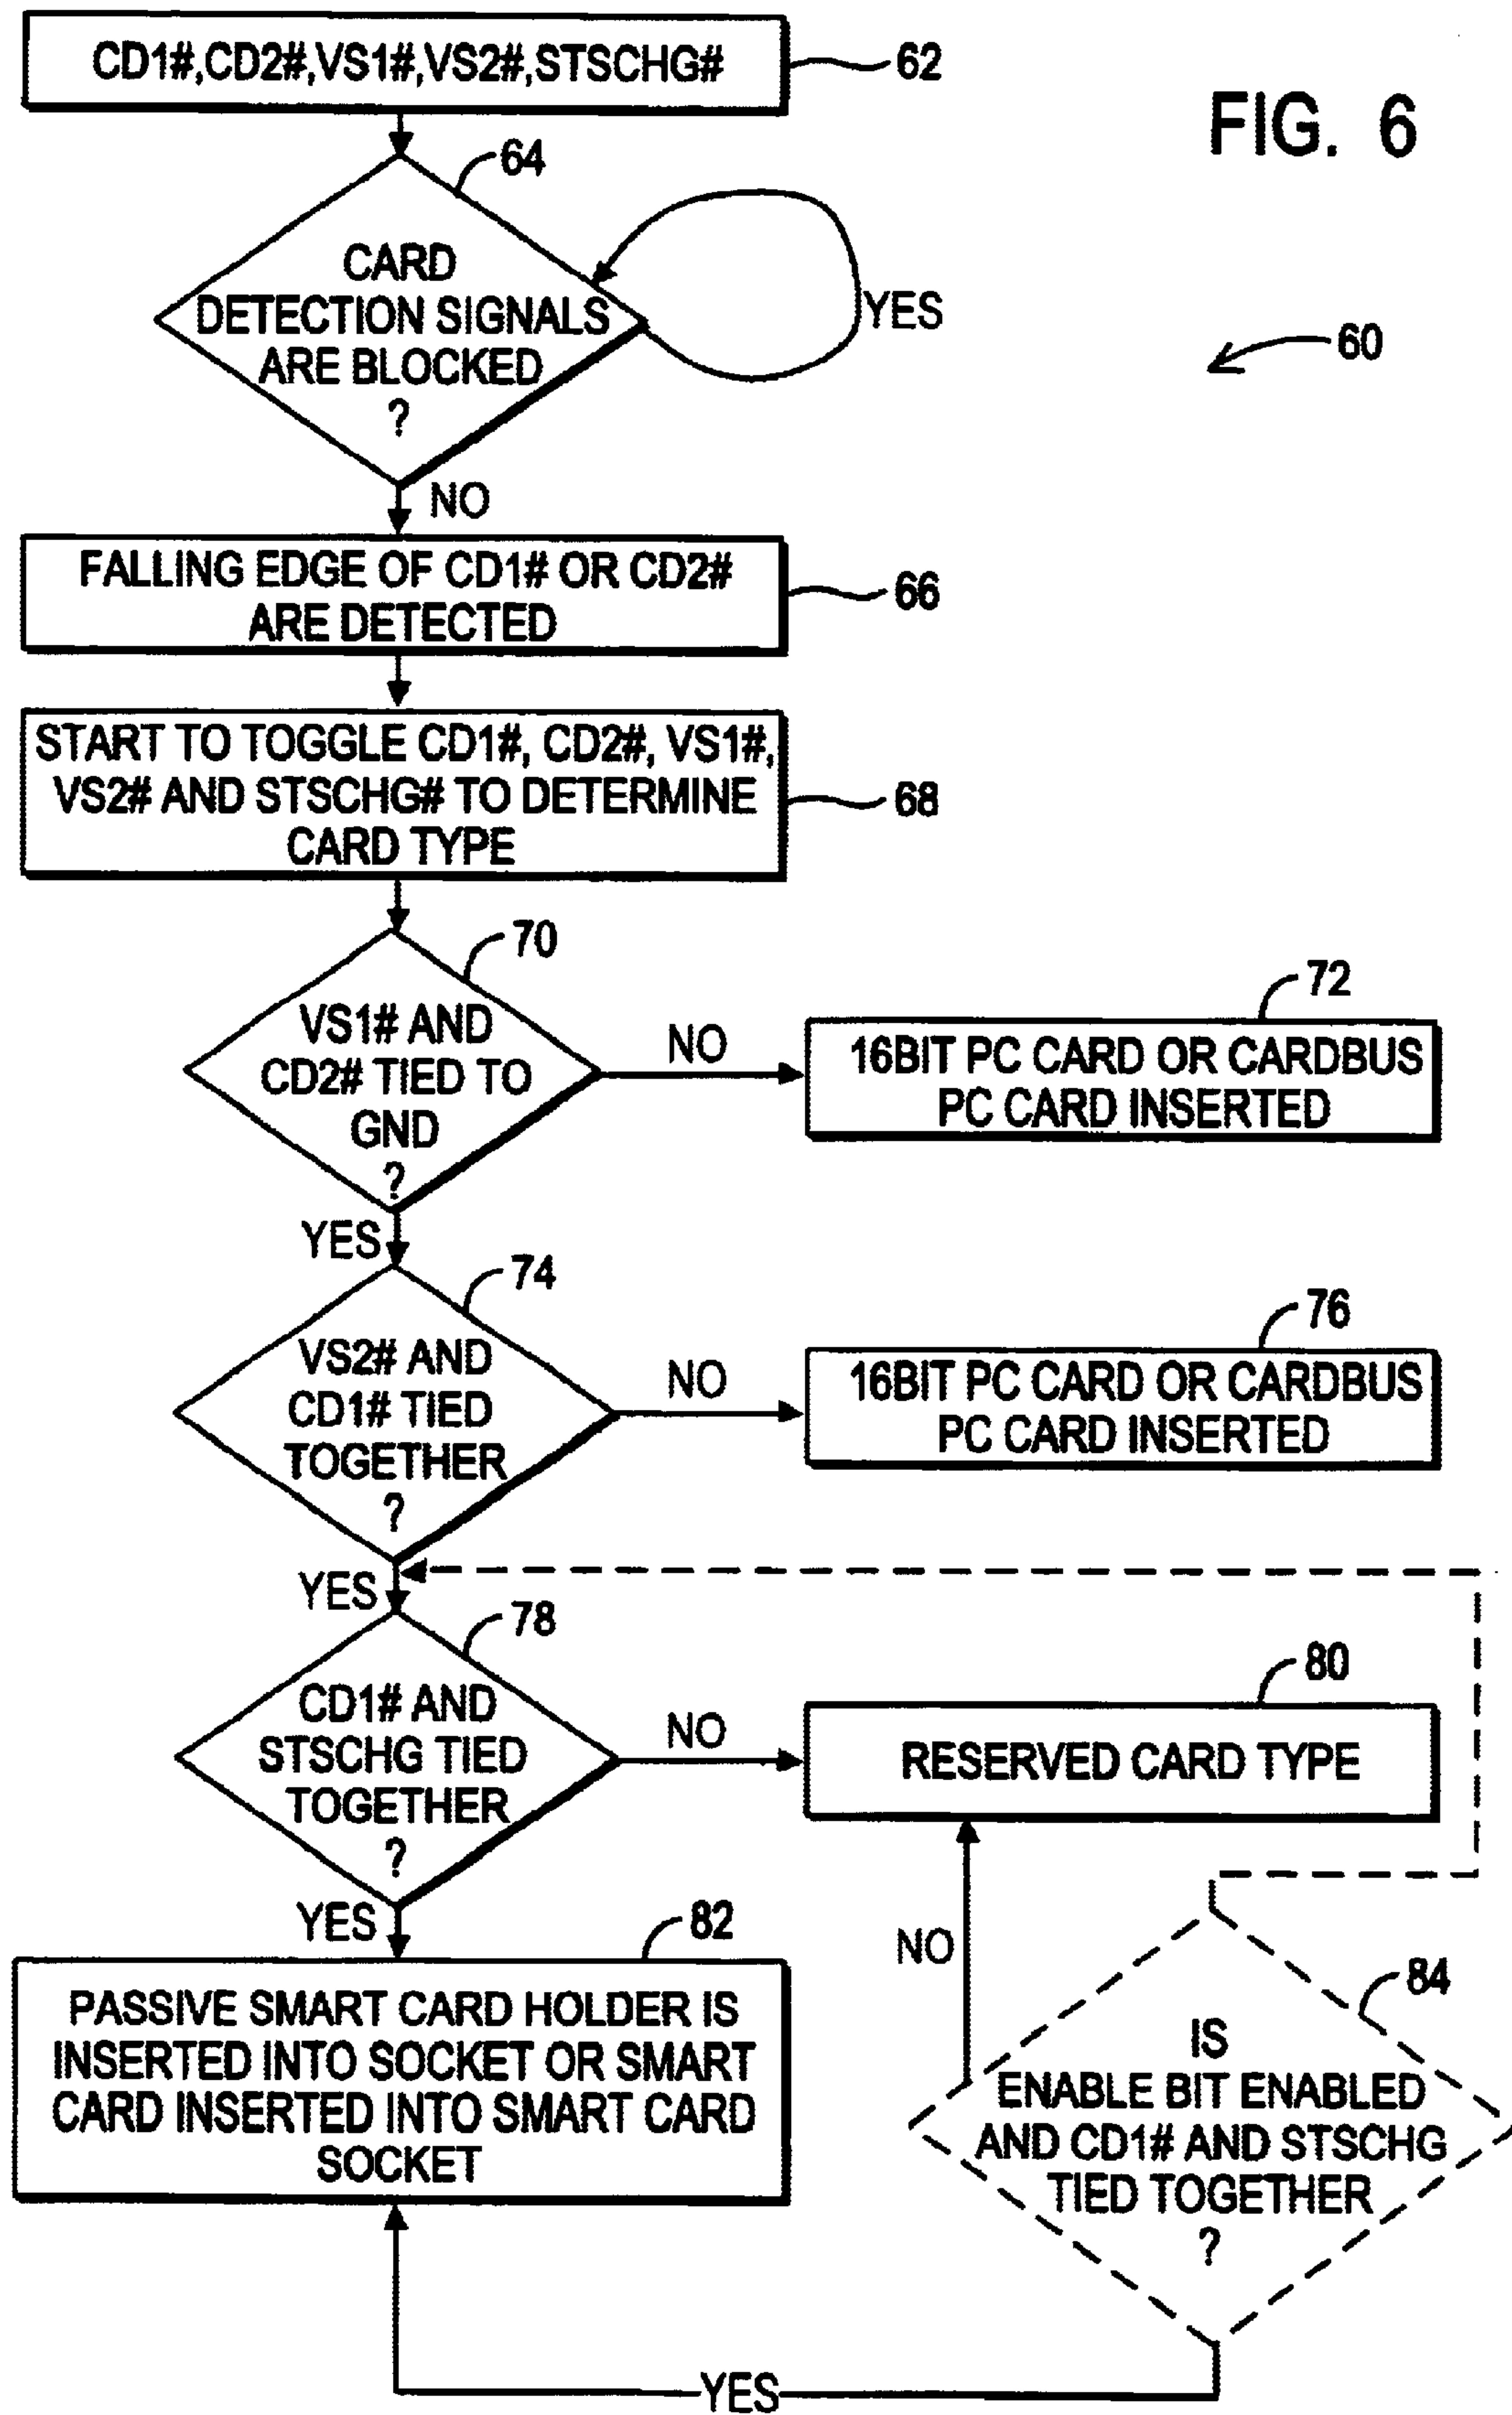 CD1#,CD2#,VS1#,VS2#,STSCHG#
62
FIG. 6
64
CARD
DETECTION SIGNALS
ARE BLOCKED
?
YES
60
NO
FALLING EDGE OF CD1# OR CD2#
ARE DETECTED
66
START TO TOGGLE CD1#, CD2#, VS1#,
VS2# AND STSCHG# TO DETERMINE
CARD TYPE
68
70
VS1# AND
CD2# TIED TO
GND
?
NO
72
16BIT PC CARD OR CARDBUS
PC CARD INSERTED
YES
74
VS2# AND
CD1# TIED
TOGETHER
?
NO
76
16BIT PC CARD OR CARDBUS
PC CARD INSERTED
YES
78
CD1# AND
STSCHG TIED
TOGETHER
?
NO
80
RESERVED CARD TYPE
YES
82
PASSIVE SMART CARD HOLDER IS
INSERTED INTO SOCKET OR SMART
CARD INSERTED INTO SMART CARD
SOCKET
NO
84
IS
ENABLE BIT ENABLED
AND CD1# AND STSCHG
TIED TOGETHER
?
YES